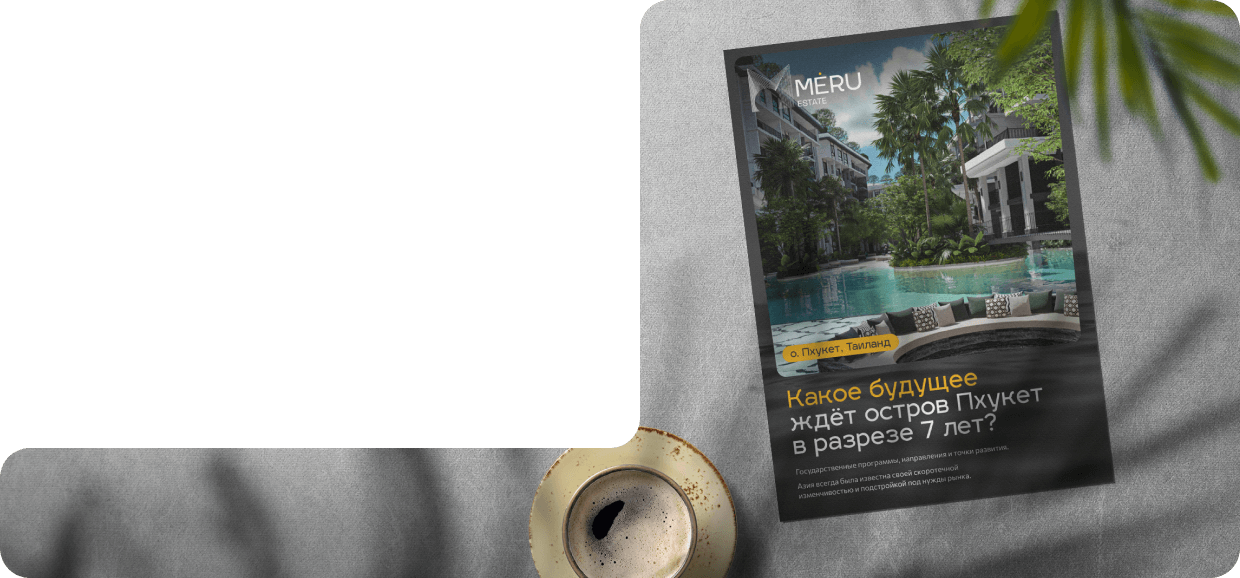 MERU
ESTATE
о. Пхукет, Таиланд
Какое будущее
ждёт остров Пхукет
в разрезе 7 лет?
Государственные программы, направления и точки развития.
Азия всегда была известна своей скоротечной
изменчивостью и подстройкой под нужды рынка.